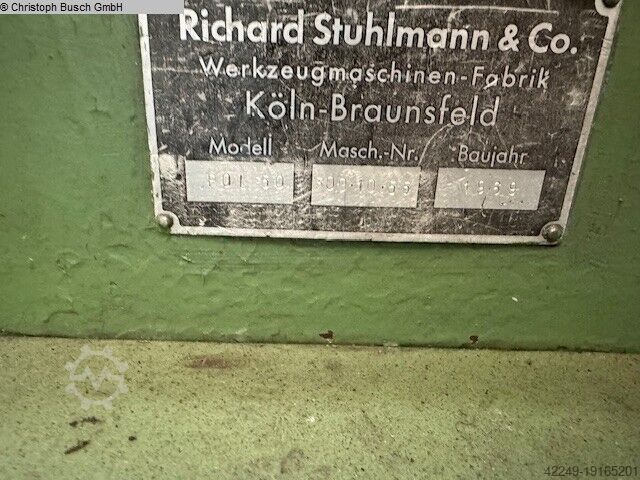 © Christoph Busch GmbH
Richard Stuhlmann & Co.
Werkzeugmaschinen-Fabrik
Köln-Braunsfeld
Modell Masch.-Nr. Baujahr
1969
42249-19165201